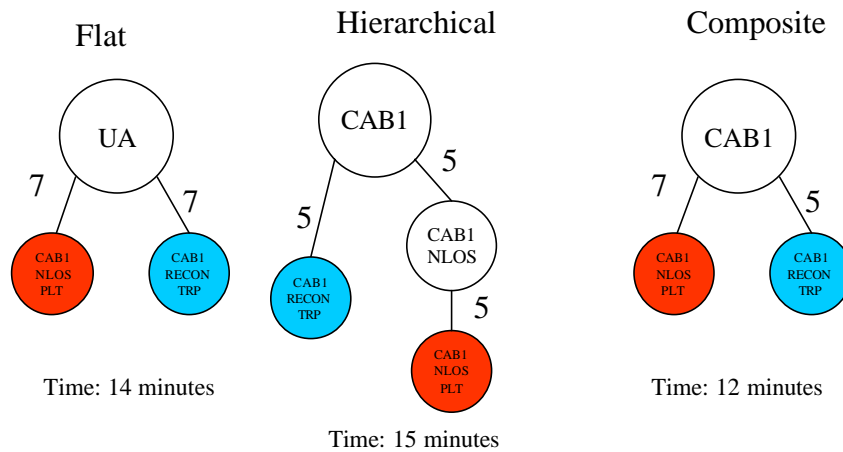 Flat
UA
7
7
CAB1
NLOS
PLT
CAB1
RECON
TRP
Time: 14 minutes
Hierarchical
CAB1
5
5
CAB1
NLOS
CAB1
RECON
TRP
5
CAB1
NLOS
PLT
Time: 15 minutes
Composite
CAB1
7
5
CAB1
NLOS
PLT
CAB1
RECON
TRP
Time: 12 minutes